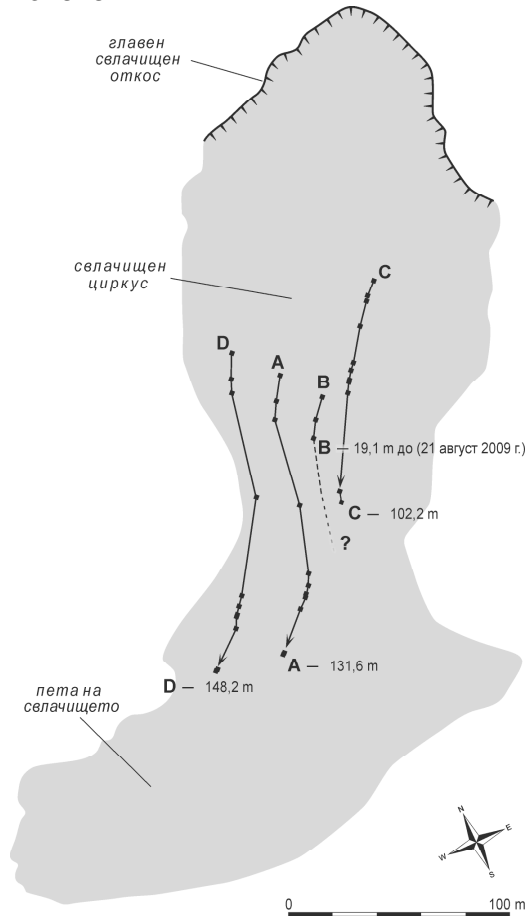 главен
свлачищен
откос
свлачищен
циркус
C
D
A
B
B – 19,1 m до (21 август 2009 г.)
C – 102,2 m
?
A – 131,6 m
D – 148,2 m
пета на
свлачището
N
E
W
S
0 100 m